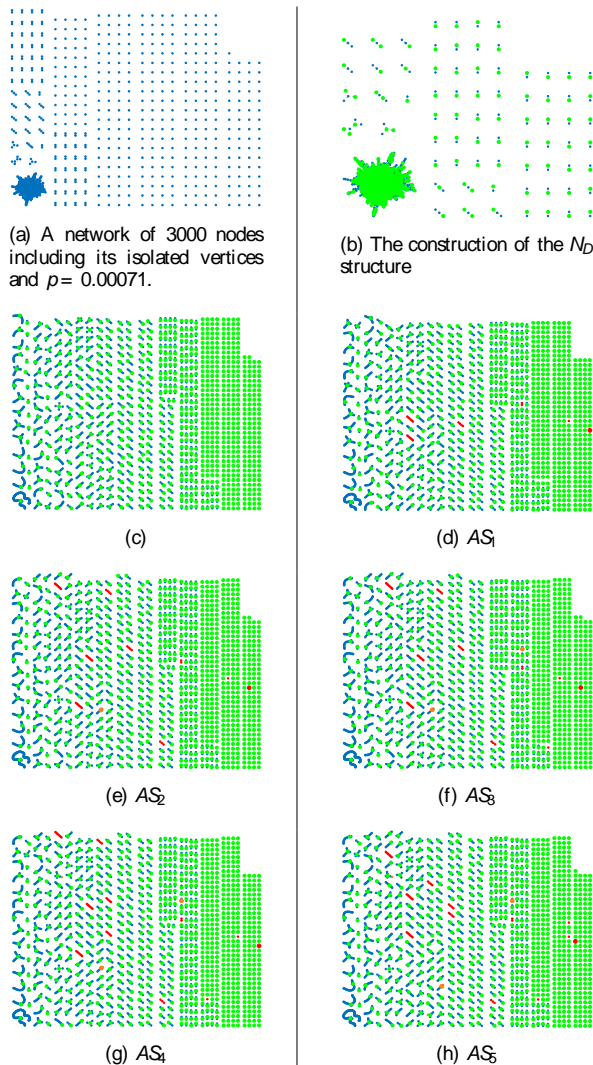 (a) A network of 3000 nodes
including its isolated vertices
and p= 0.00071.
(b) The construction of the N_D
structure
(c)
(d) AS_1
(e) AS_2
(f) AS_3
(g) AS_4
(h) AS_5